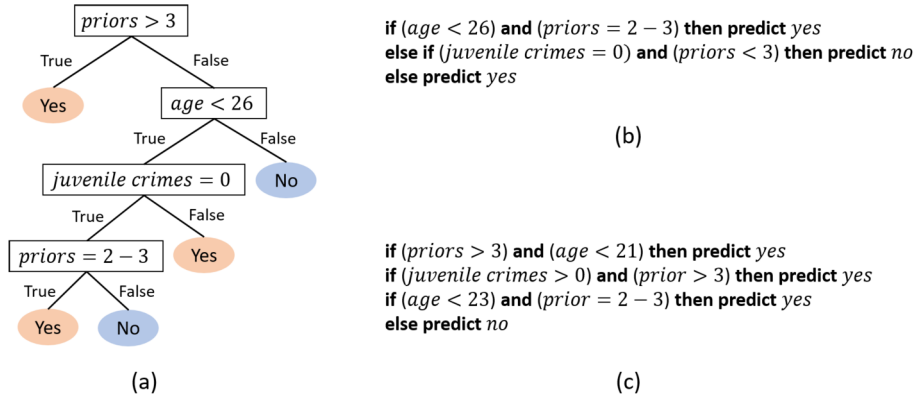 priors > 3
True
False
Yes
age < 26
True
False
juvenile crimes = 0
No
True
False
priors = 2 − 3
Yes
True
False
Yes
No
(a)
if (age < 26) and (priors = 2 − 3) then predict yes
else if (juvenile crimes = 0) and (priors < 3) then predict no
else predict yes
(b)
if (priors > 3) and (age < 21) then predict yes
if (juvenile crimes > 0) and (prior > 3) then predict yes
if (age < 23) and (prior = 2 − 3) then predict yes
else predict no
(c)